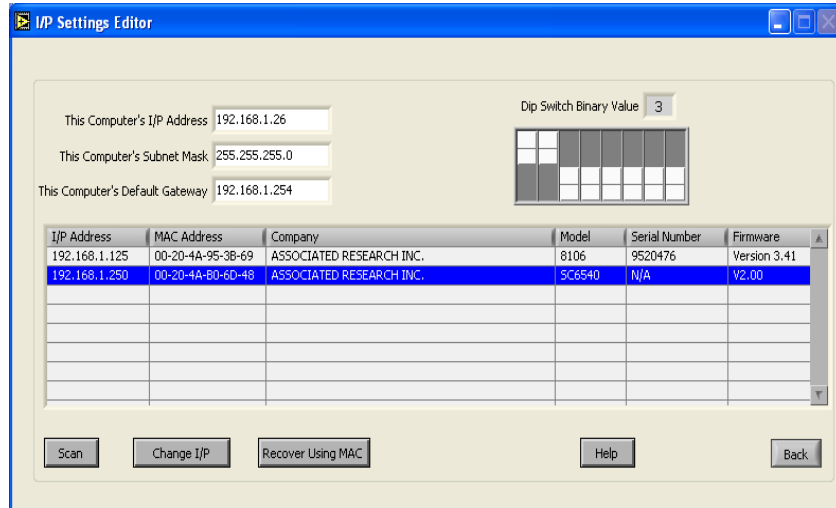 I/P Settings Editor
This Computer's I/P Address 192.168.1.26
Dip Switch Binary Value 3
This Computer's Subnet Mask 255.255.255.0
This Computer's Default Gateway 192.168.1.254
I/P Address MAC Address Company Model Serial Number Firmware
192.168.1.125 00-20-4A-95-3B-69 ASSOCIATED RESEARCH INC. 8106 9520476 Version 3.41
192.168.1.250 00-20-4A-B0-6D-48 ASSOCIATED RESEARCH INC. SC6540 N/A V2.00
Scan Change I/P Recover Using MAC Help Back